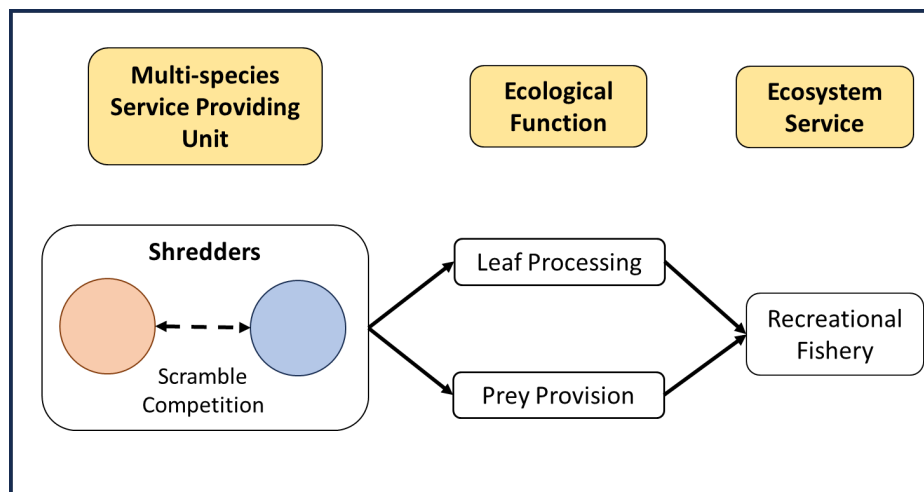 Multi-species
Service Providing
Unit
Ecological
Function
Ecosystem
Service
Shredders
Scramble
Competition
Leaf Processing
Prey Provision
Recreational
Fishery